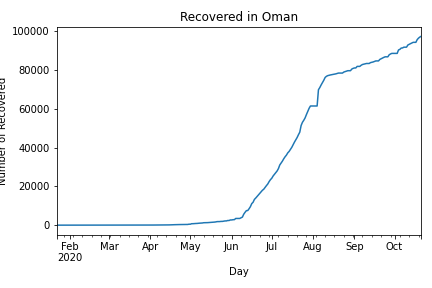 Recovered in Oman
100000
80000
60000
40000
20000
0
Number of Recovered
Feb Mar Apr May Jun Jul Aug Sep Oct
2020
Day